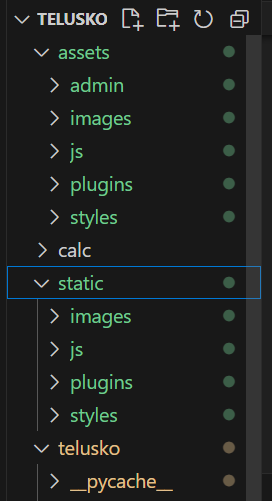 TELUSKO
assets
admin
images
js
plugins
styles
calc
static
images
js
plugins
styles
telusko
__pycache__